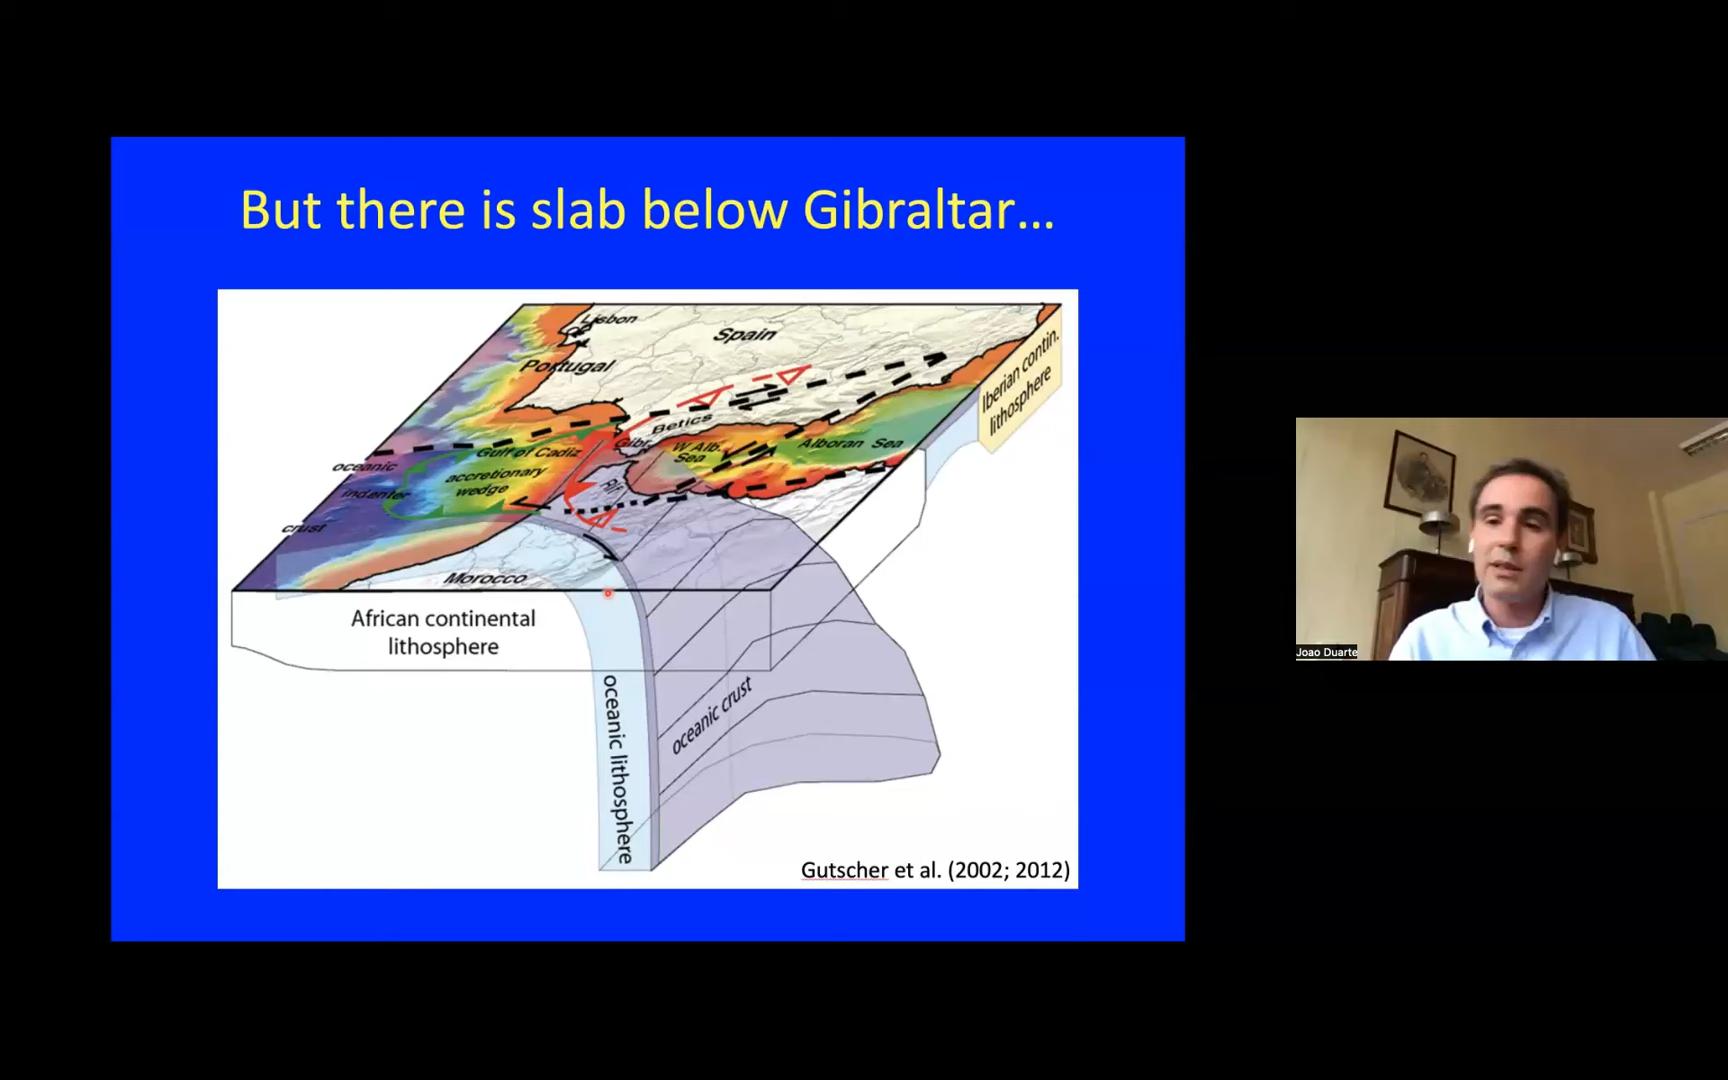 But there is slab below Gibraltar...
Lisbon
Spain
Portugal
Iberian contin.
lithosphere
Betics
Gibr.
W Alb.
Sea
Alboran Sea
Gulf of Cadiz
accretionary
wedge
oceanic
indenter
crust
Rif
Morocco
African continental
lithosphere
oceanic lithosphere
oceanic crust
Gutscher et al. (2002; 2012)
Joao Duarte